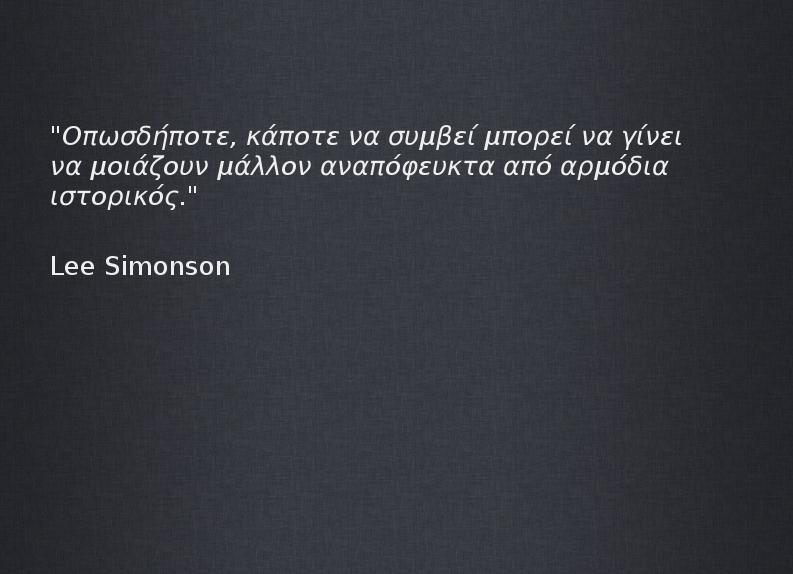 "Οπωσδήποτε, κάποτε να συμβεί μπορεί να γίνει
να μοιάζουν μάλλον αναπόφευκτα από αρμόδια
ιστορικός."
Lee Simonson